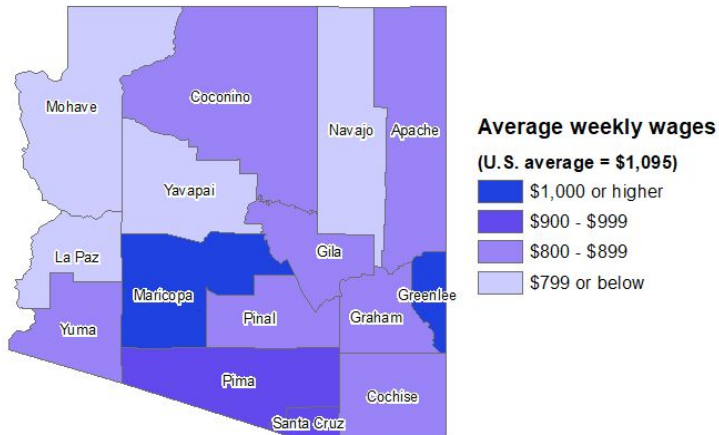 Mohave
Coconino
Navajo
Apache
Yavapai
La Paz
Gila
Maricopa
Greenlee
Yuma
Pinal
Graham
Pima
Cochise
Santa Cruz
Average weekly wages
(U.S. average = $1,095)
$1,000 or higher
$900 - $999
$800 - $899
$799 or below